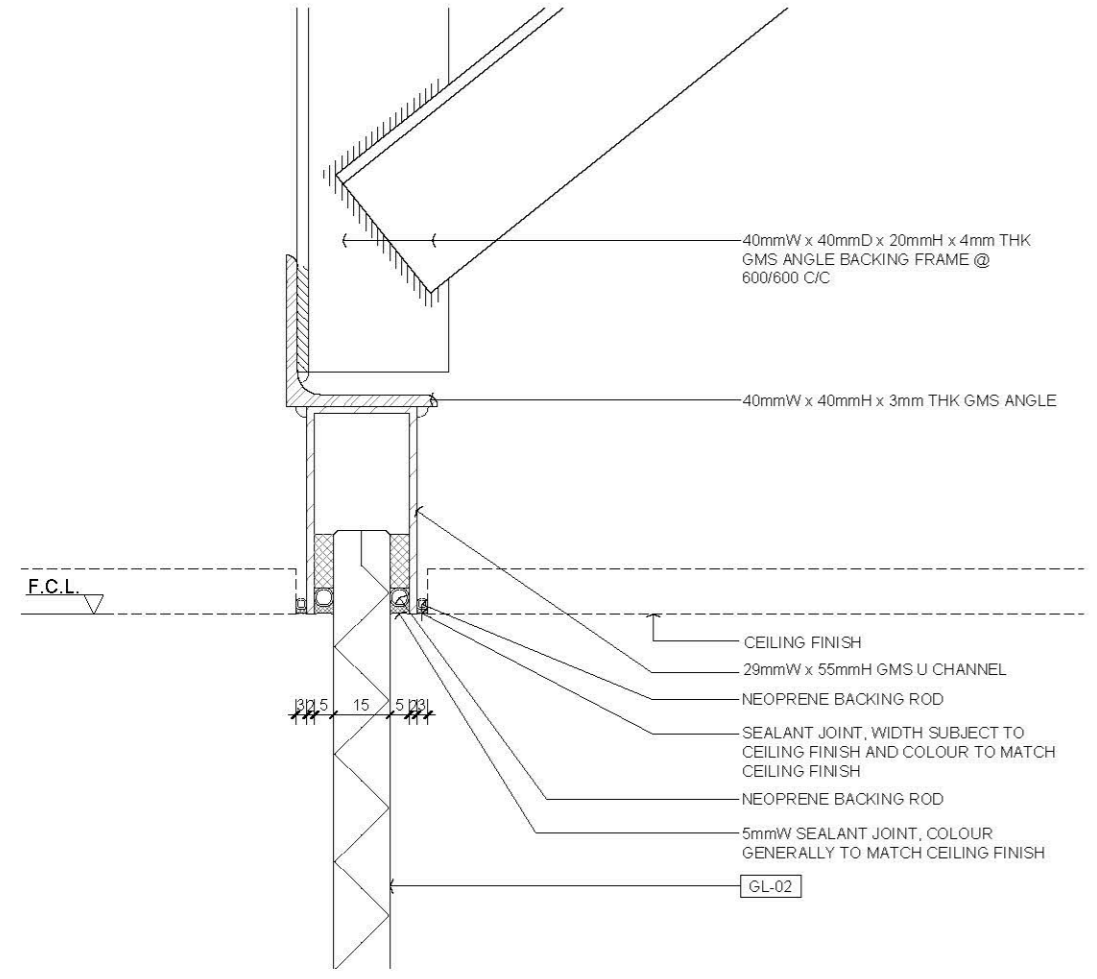 40mmW x 40mmD x 20mmH x 4mm THK
GMS ANGLE BACKING FRAME @
600/600 C/C
40mmW x 40mmH x 3mm THK GMS ANGLE
F.C.L.
CEILING FINISH
29mmW x 55mmH GMS U CHANNEL
NEOPRENE BACKING ROD
3 2 5 15 5 2 3
SEALANT JOINT, WIDTH SUBJECT TO
CEILING FINISH AND COLOUR TO MATCH
CEILING FINISH
NEOPRENE BACKING ROD
5mmW SEALANT JOINT, COLOUR
GENERALLY TO MATCH CEILING FINISH
GL-02